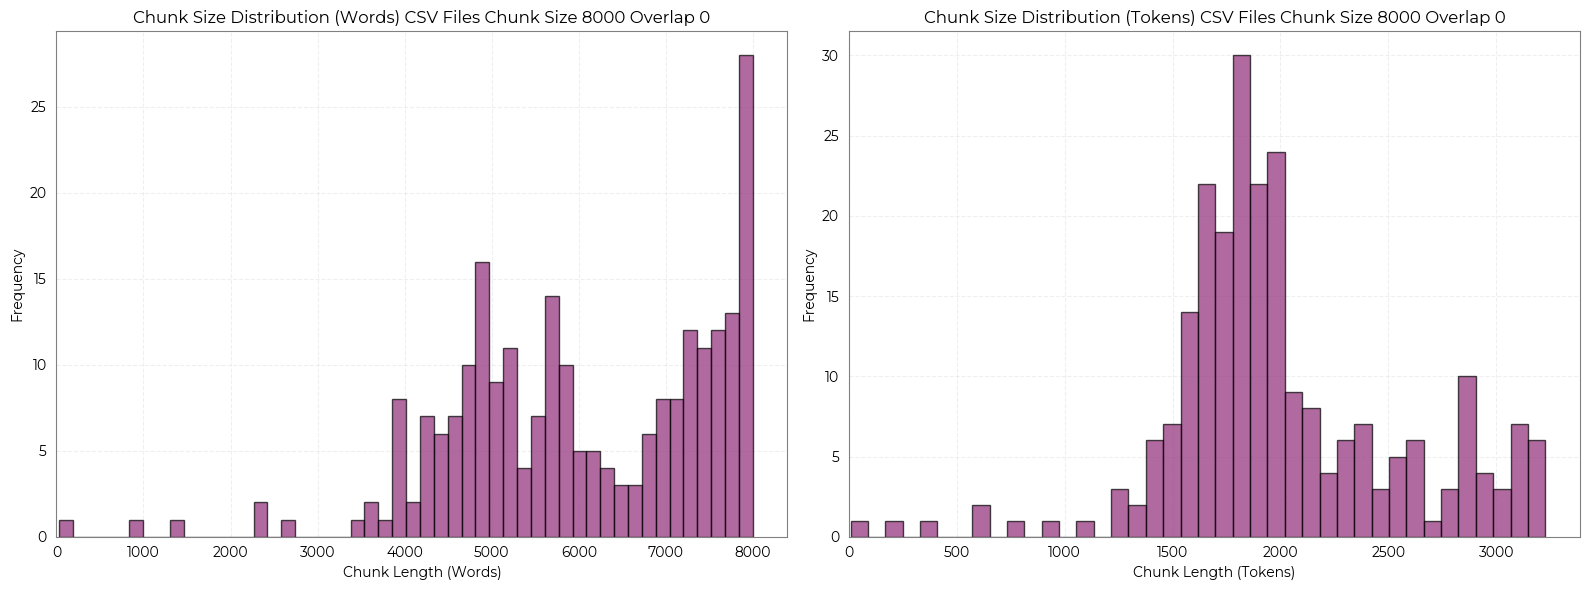 Chunk Size Distribution (Words) CSV Files Chunk Size 8000 Overlap 0
25
20
15
10
5
0
Frequency
0 1000 2000 3000 4000 5000 6000 7000 8000
Chunk Length (Words)
Chunk Size Distribution (Tokens) CSV Files Chunk Size 8000 Overlap 0
30
25
20
15
10
5
0
Frequency
0 500 1000 1500 2000 2500 3000
Chunk Length (Tokens)